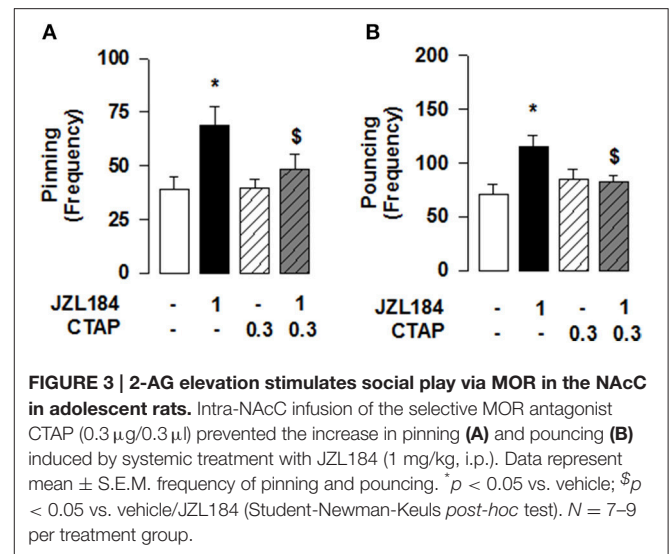 A
B
100
75
50
25
0
Pinning
(Frequency)
*
$
200
150
100
50
0
Pouncing
(Frequency)
*
$
JZL184 - 1 - 1 - 1 - 1
CTAP - - 0.3 0.3 - - 0.3 0.3
FIGURE 3 | 2-AG elevation stimulates social play via MOR in the NAcC
in adolescent rats. Intra-NAcC infusion of the selective MOR antagonist
CTAP (0.3 μg/0.3 μl) prevented the increase in pinning (A) and pouncing (B)
induced by systemic treatment with JZL184 (1 mg/kg, i.p.). Data represent
mean ± S.E.M. frequency of pinning and pouncing. *p < 0.05 vs. vehicle; $p
< 0.05 vs. vehicle/JZL184 (Student-Newman-Keuls post-hoc test). N = 7–9
per treatment group.